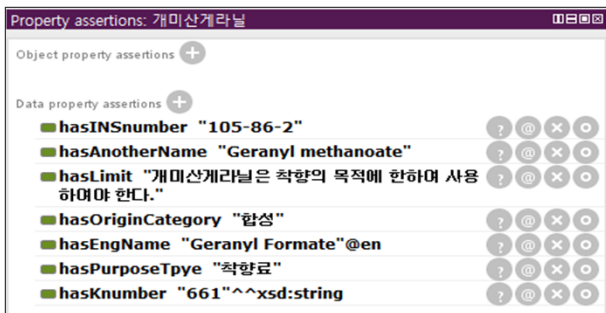 Property assertions: 개미산게라닐
Object property assertions
Data property assertions
hasINSnumber "105-86-2"
hasAnotherName "Geranyl methanoate"
hasLimit "개미산게라닐은 착향의 목적에 한하여 사용
하여야 한다."
hasOriginCategory "합성"
hasEngName "Geranyl Formate"@en
hasPurposeTpye "착향료"
hasKnumber "661"^^xsd:string